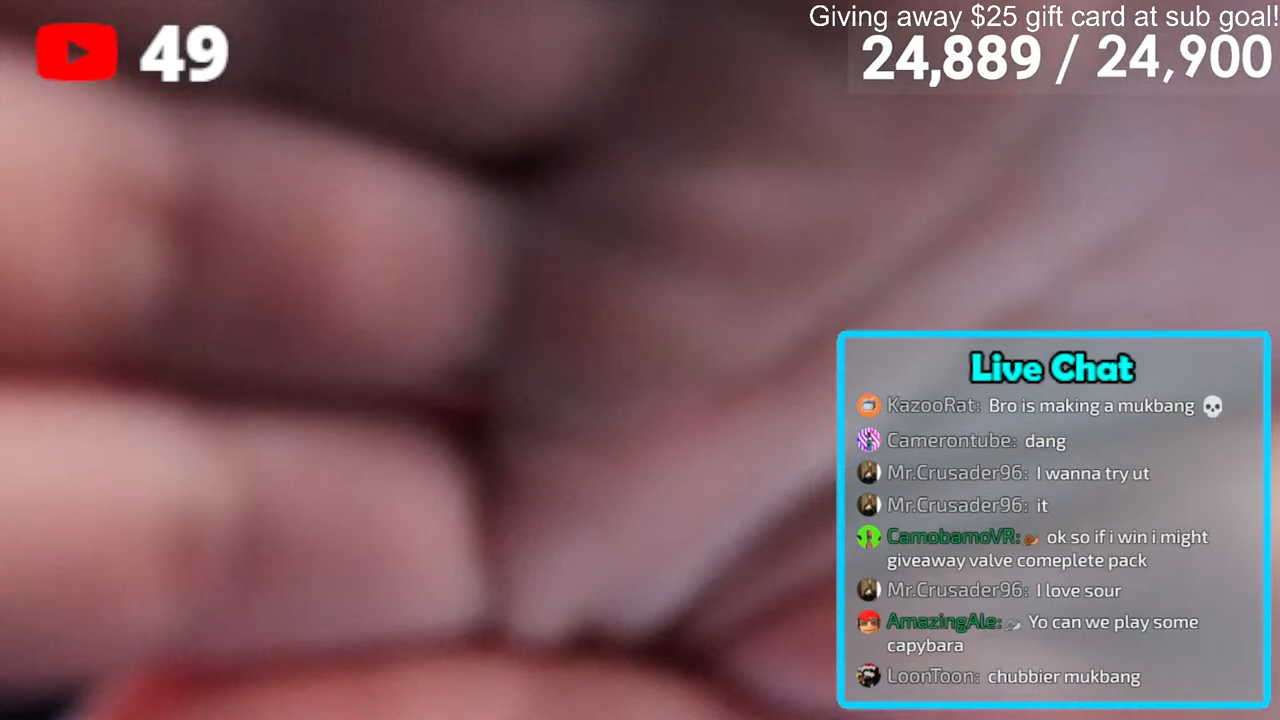 Giving away $25 gift card at sub goal!
49
24,889 / 24,900
Live Chat
KazooRat: Bro is making a mukbang 💀
Camerontube: dang
Mr.Crusader96: I wanna try ut
Mr.Crusader96: it
CamobamoVR: ok so if i win i might
giveaway valve comeplete pack
Mr.Crusader96: I love sour
AmazingAle: Yo can we play some
capybara
LoonToon: chubbier mukbang